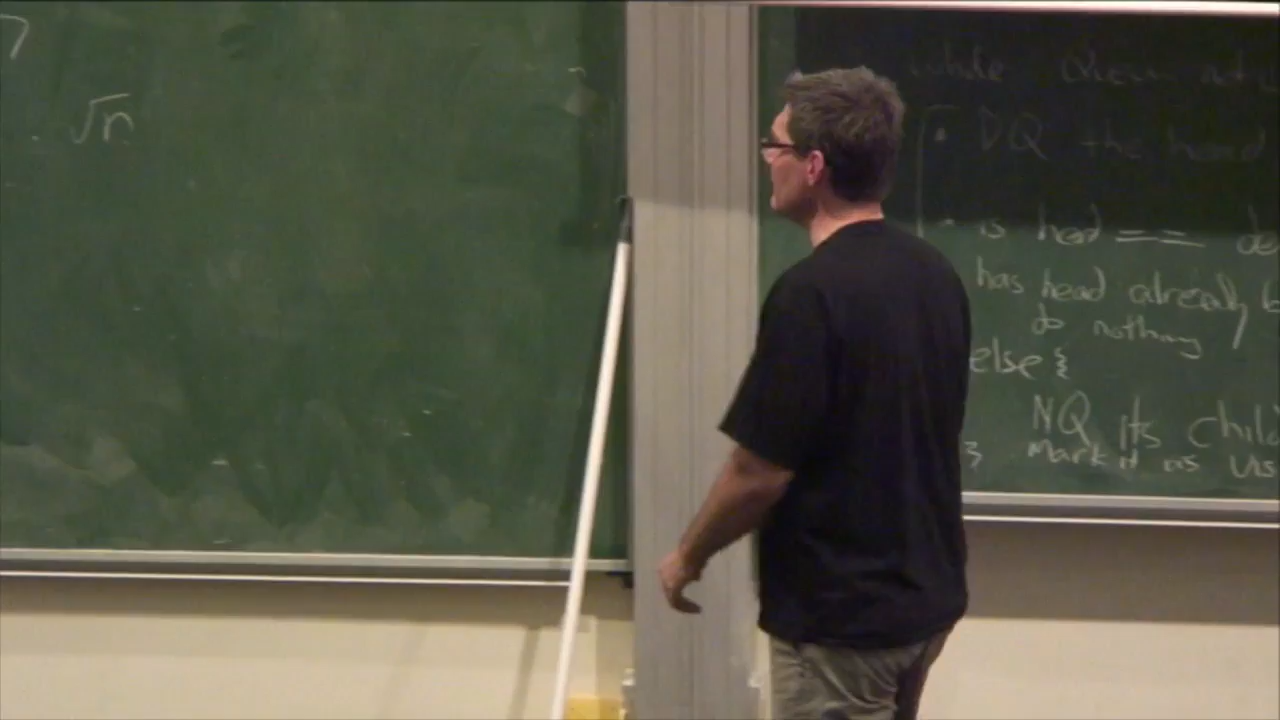 √n
while Queue not
• DQ the head
• is head == de
has head already b
do nothing
else {
NQ its child
} Mark it as vis